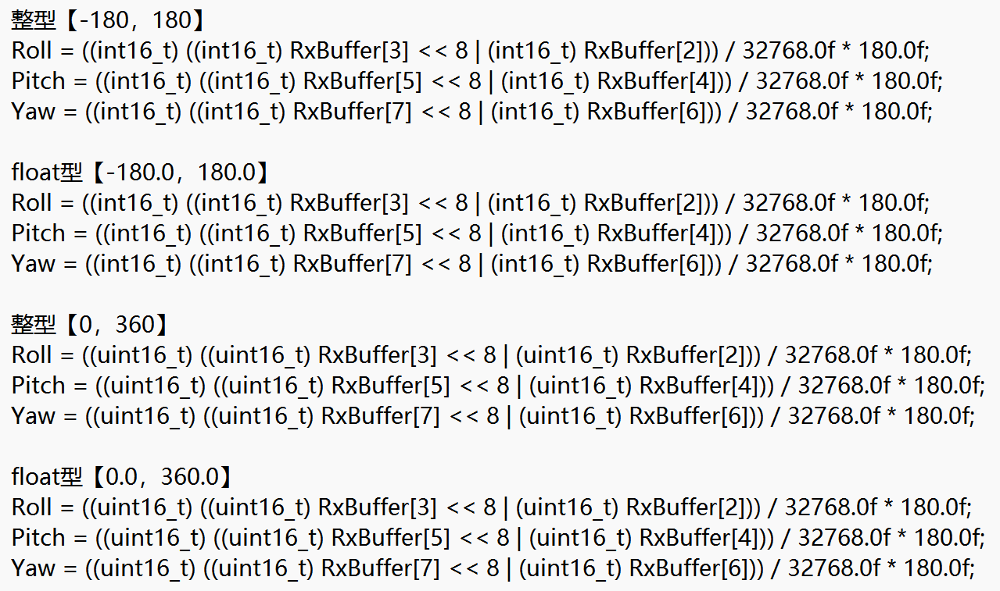 整型【-180，180】
Roll = ((int16_t) ((int16_t) RxBuffer[3] << 8 | (int16_t) RxBuffer[2])) / 32768.0f * 180.0f;
Pitch = ((int16_t) ((int16_t) RxBuffer[5] << 8 | (int16_t) RxBuffer[4])) / 32768.0f * 180.0f;
Yaw = ((int16_t) ((int16_t) RxBuffer[7] << 8 | (int16_t) RxBuffer[6])) / 32768.0f * 180.0f;
float型【-180.0，180.0】
Roll = ((int16_t) ((int16_t) RxBuffer[3] << 8 | (int16_t) RxBuffer[2])) / 32768.0f * 180.0f;
Pitch = ((int16_t) ((int16_t) RxBuffer[5] << 8 | (int16_t) RxBuffer[4])) / 32768.0f * 180.0f;
Yaw = ((int16_t) ((int16_t) RxBuffer[7] << 8 | (int16_t) RxBuffer[6])) / 32768.0f * 180.0f;
整型【0，360】
Roll = ((uint16_t) ((uint16_t) RxBuffer[3] << 8 | (uint16_t) RxBuffer[2])) / 32768.0f * 180.0f;
Pitch = ((uint16_t) ((uint16_t) RxBuffer[5] << 8 | (uint16_t) RxBuffer[4])) / 32768.0f * 180.0f;
Yaw = ((uint16_t) ((uint16_t) RxBuffer[7] << 8 | (uint16_t) RxBuffer[6])) / 32768.0f * 180.0f;
float型【0.0，360.0】
Roll = ((uint16_t) ((uint16_t) RxBuffer[3] << 8 | (uint16_t) RxBuffer[2])) / 32768.0f * 180.0f;
Pitch = ((uint16_t) ((uint16_t) RxBuffer[5] << 8 | (uint16_t) RxBuffer[4])) / 32768.0f * 180.0f;
Yaw = ((uint16_t) ((uint16_t) RxBuffer[7] << 8 | (uint16_t) RxBuffer[6])) / 32768.0f * 180.0f;